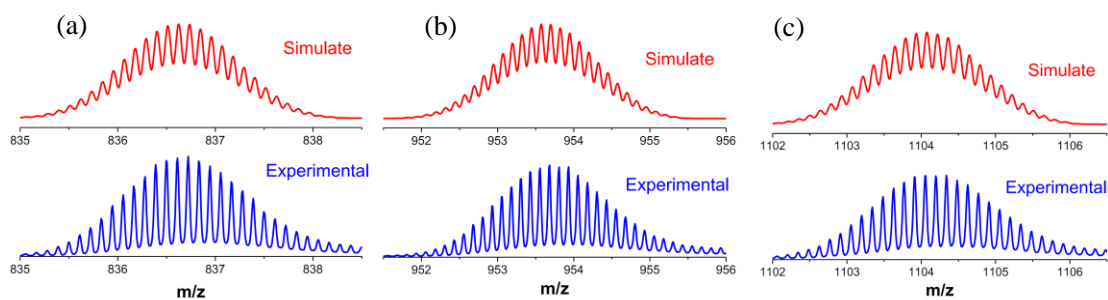 (a)
Simulate
835 836 837 838
Experimental
835 836 837 838
m/z
(b)
Simulate
952 953 954 955 956
Experimental
952 953 954 955 956
m/z
(c)
Simulate
1102 1103 1104 1105 1106
Experimental
1102 1103 1104 1105 1106
m/z